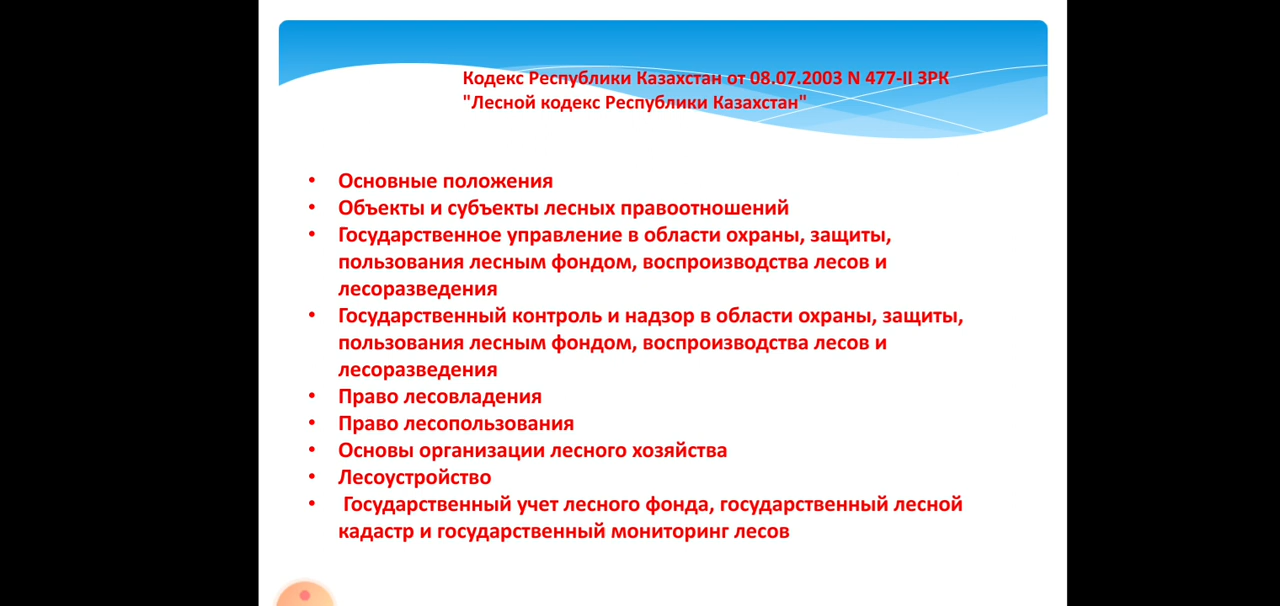 Кодекс Республики Казахстан от 08.07.2003 N 477-II ЗРК
"Лесной кодекс Республики Казахстан"
• Основные положения
• Объекты и субъекты лесных правоотношений
• Государственное управление в области охраны, защиты,
пользования лесным фондом, воспроизводства лесов и
лесоразведения
• Государственный контроль и надзор в области охраны, защиты,
пользования лесным фондом, воспроизводства лесов и
лесоразведения
• Право лесовладения
• Право лесопользования
• Основы организации лесного хозяйства
• Лесоустройство
• Государственный учет лесного фонда, государственный лесной
кадастр и государственный мониторинг лесов